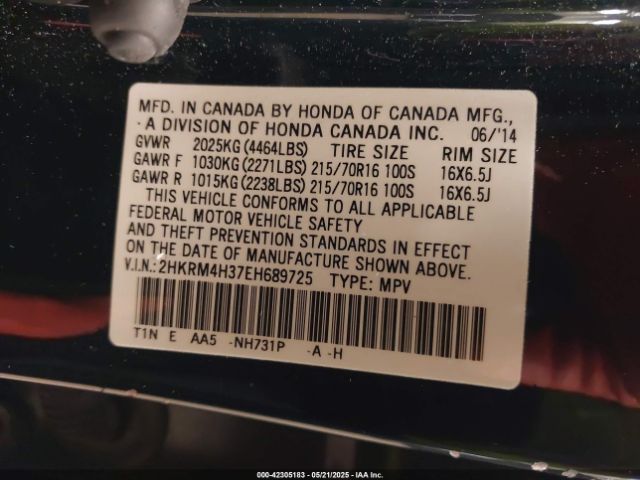 MFD. IN CANADA BY HONDA OF CANADA MFG.,
A DIVISION OF HONDA CANADA INC. 06/'14
GVWR 2025KG (4464LBS) TIRE SIZE RIM SIZE
GAWR F 1030KG (2271LBS) 215/70R16 100S 16X6.5J
GAWR R 1015KG (2238LBS) 215/70R16 100S 16X6.5J
THIS VEHICLE CONFORMS TO ALL APPLICABLE
FEDERAL MOTOR VEHICLE SAFETY
AND THEFT PREVENTION STANDARDS IN EFFECT
ON THE DATE OF MANUFACTURE SHOWN ABOVE.
V.I.N.: 2HKRM4H37EH689725 TYPE: MPV
T1N E AA5 -NH731P -A -H
000-42305183 - 05/21/2025 - IAA Inc.